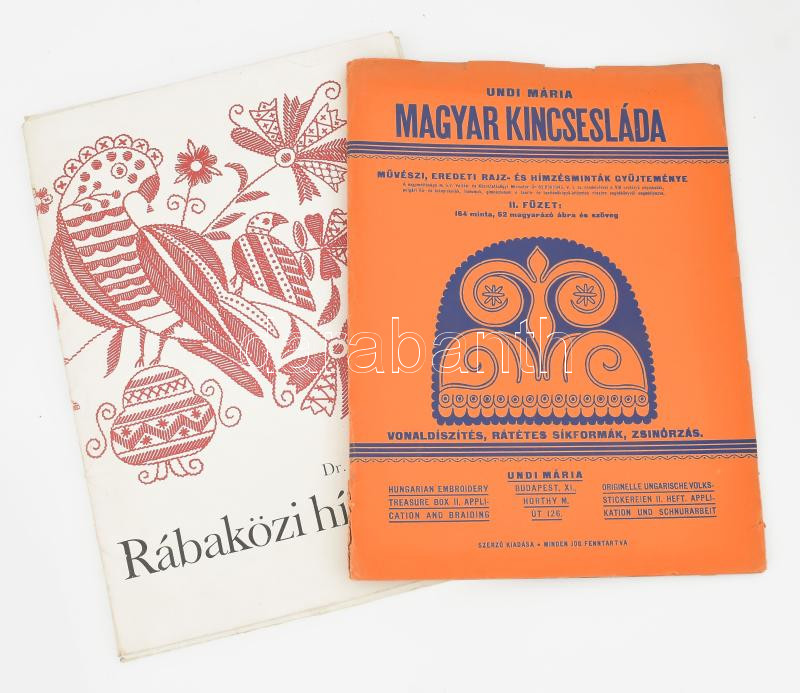 UNDI MÁRIA
MAGYAR KINCSESLÁDA
MŰVÉSZI, EREDETI RAJZ- ÉS HÍMZÉSMINTÁK GYŰJTEMÉNYE
II. FÜZET:
164 minta, 52 magyarázó ábra és szöveg
VONALDÍSZÍTÉS, RÁTÉTES SÍKFORMÁK, ZSINÓRZÁS.
HUNGARIAN EMBROIDERY
TREASURE BOX II. APPLI-
CATION AND BRAIDING
UNDI MÁRIA
BUDAPEST, XI.,
HORTHY M.
ÚT 126.
ORIGINELLE UNGARISCHE VOLKS-
STICKEREIEN II. HEFT. APPLI-
KATION UND SCHNURARBEIT
SZERZŐ KIADÁSA • MINDEN JOG FENNTARTVA
Dr.
Rábaközi hí
darabanth